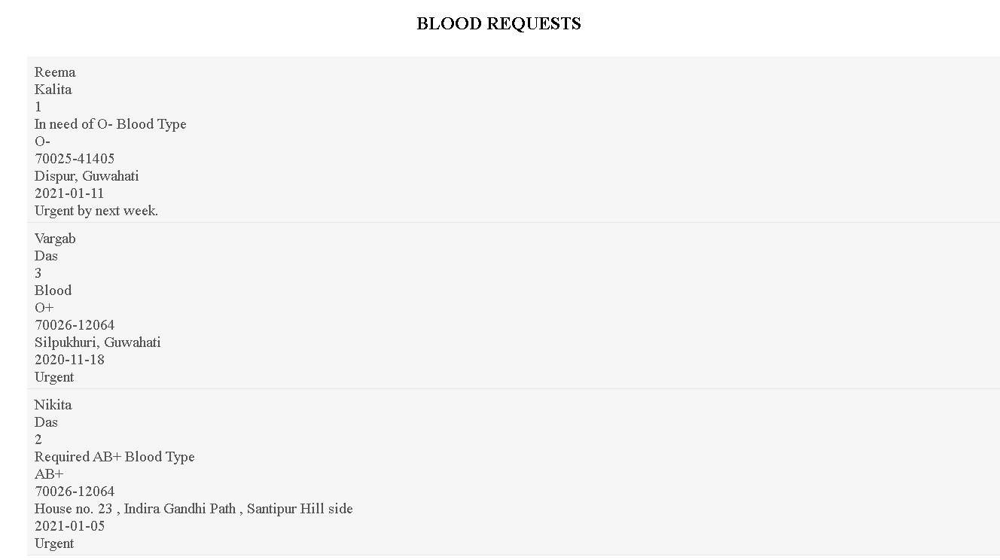 BLOOD REQUESTS
Reema
Kalita
1
In need of O- Blood Type
O-
70025-41405
Dispur, Guwahati
2021-01-11
Urgent by next week.
Vargab
Das
3
Blood
O+
70026-12064
Silpukhuri, Guwahati
2020-11-18
Urgent
Nikita
Das
2
Required AB+ Blood Type
AB+
70026-12064
House no. 23 , Indira Gandhi Path , Santipur Hill side
2021-01-05
Urgent